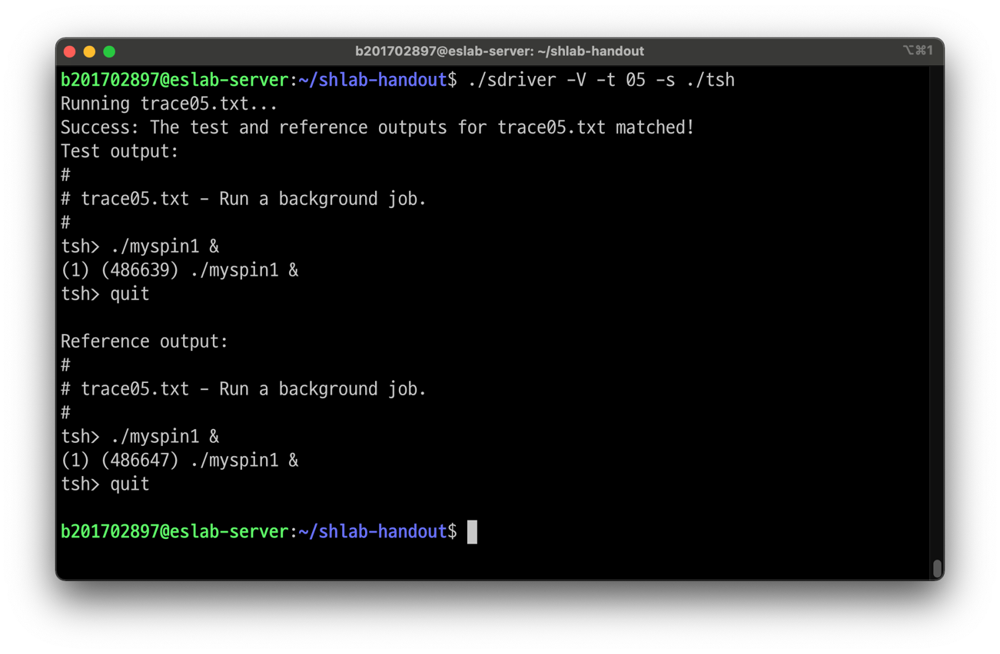 b201702897@eslab-server: ~/shlab-handout
⌥⌘1
b201702897@eslab-server:~/shlab-handout$ ./sdriver -V -t 05 -s ./tsh
Running trace05.txt...
Success: The test and reference outputs for trace05.txt matched!
Test output:
#
# trace05.txt - Run a background job.
#
tsh> ./myspin1 &
(1) (486639) ./myspin1 &
tsh> quit
Reference output:
#
# trace05.txt - Run a background job.
#
tsh> ./myspin1 &
(1) (486647) ./myspin1 &
tsh> quit
b201702897@eslab-server:~/shlab-handout$